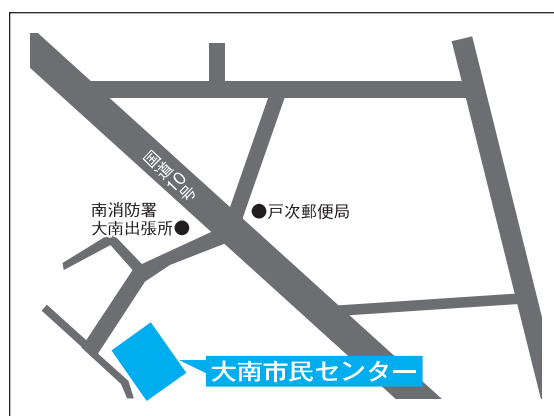 国道10号
南消防署
大南出張所
戸次郵便局
大南市民センター